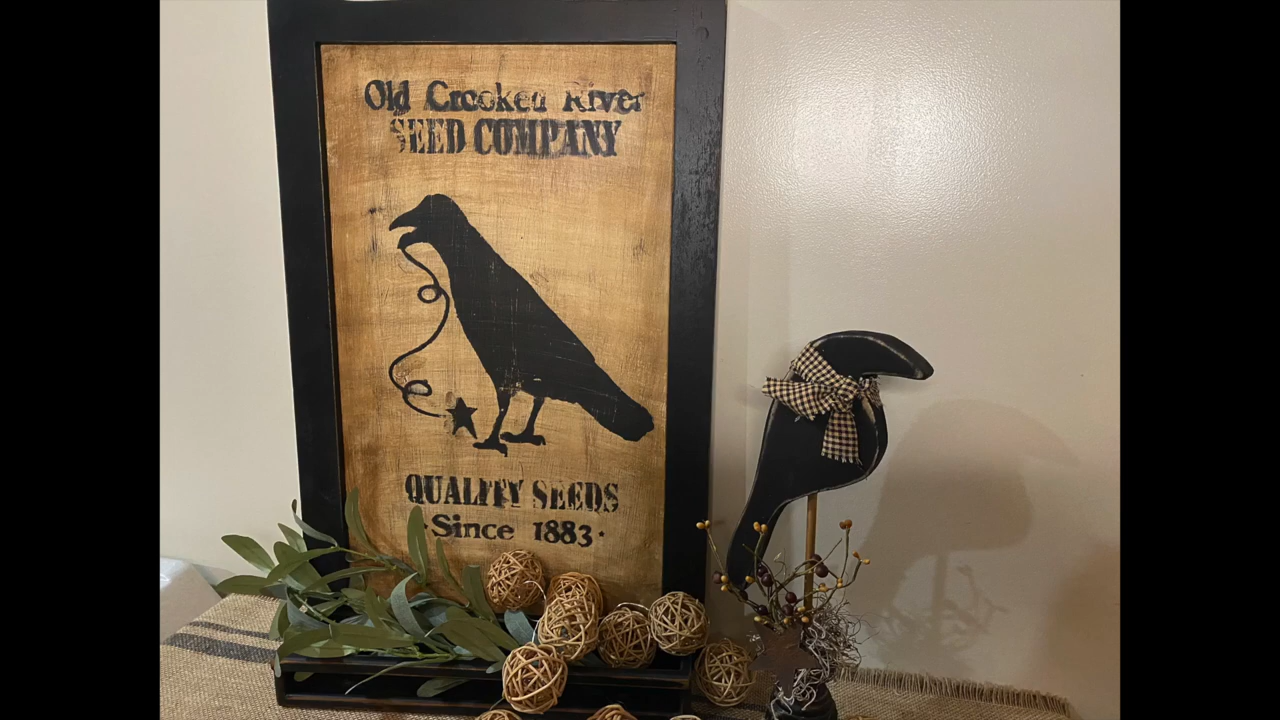 Old Crooked River
SEED COMPANY
QUALITY SEEDS
·Since 1883·